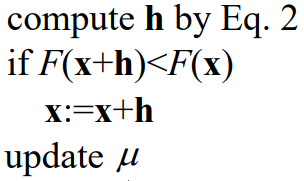 compute h by Eq. 2
if F(x+h)<F(x)
x:=x+h
update μ